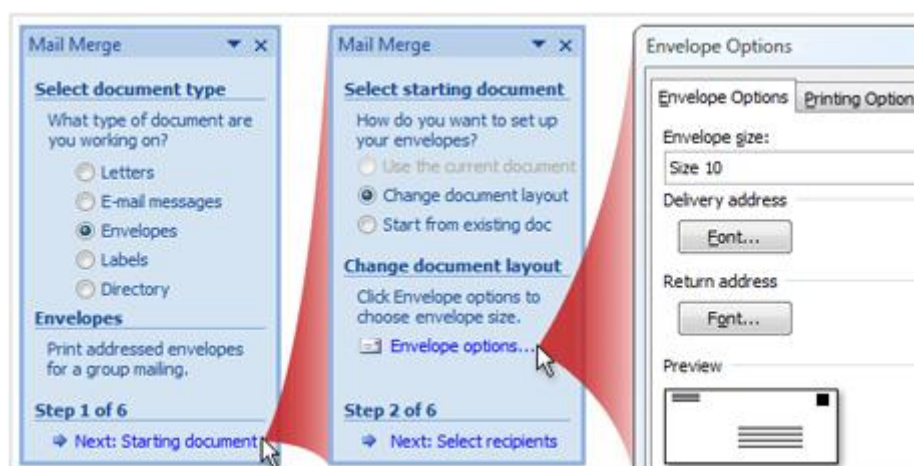 Mail Merge
Select document type
What type of document are
you working on?
Letters
E-mail messages
Envelopes
Labels
Directory
Envelopes
Print addressed envelopes
for a group mailing.
Step 1 of 6
Next: Starting document
Mail Merge
Select starting document
How do you want to set up
your envelopes?
Use the current document
Change document layout
Start from existing doc
Change document layout
Click Envelope options to
choose envelope size.
Envelope options...
Step 2 of 6
Next: Select recipients
Envelope Options
Envelope Options Printing Option
Envelope size:
Size 10
Delivery address
Font...
Return address
Font...
Preview